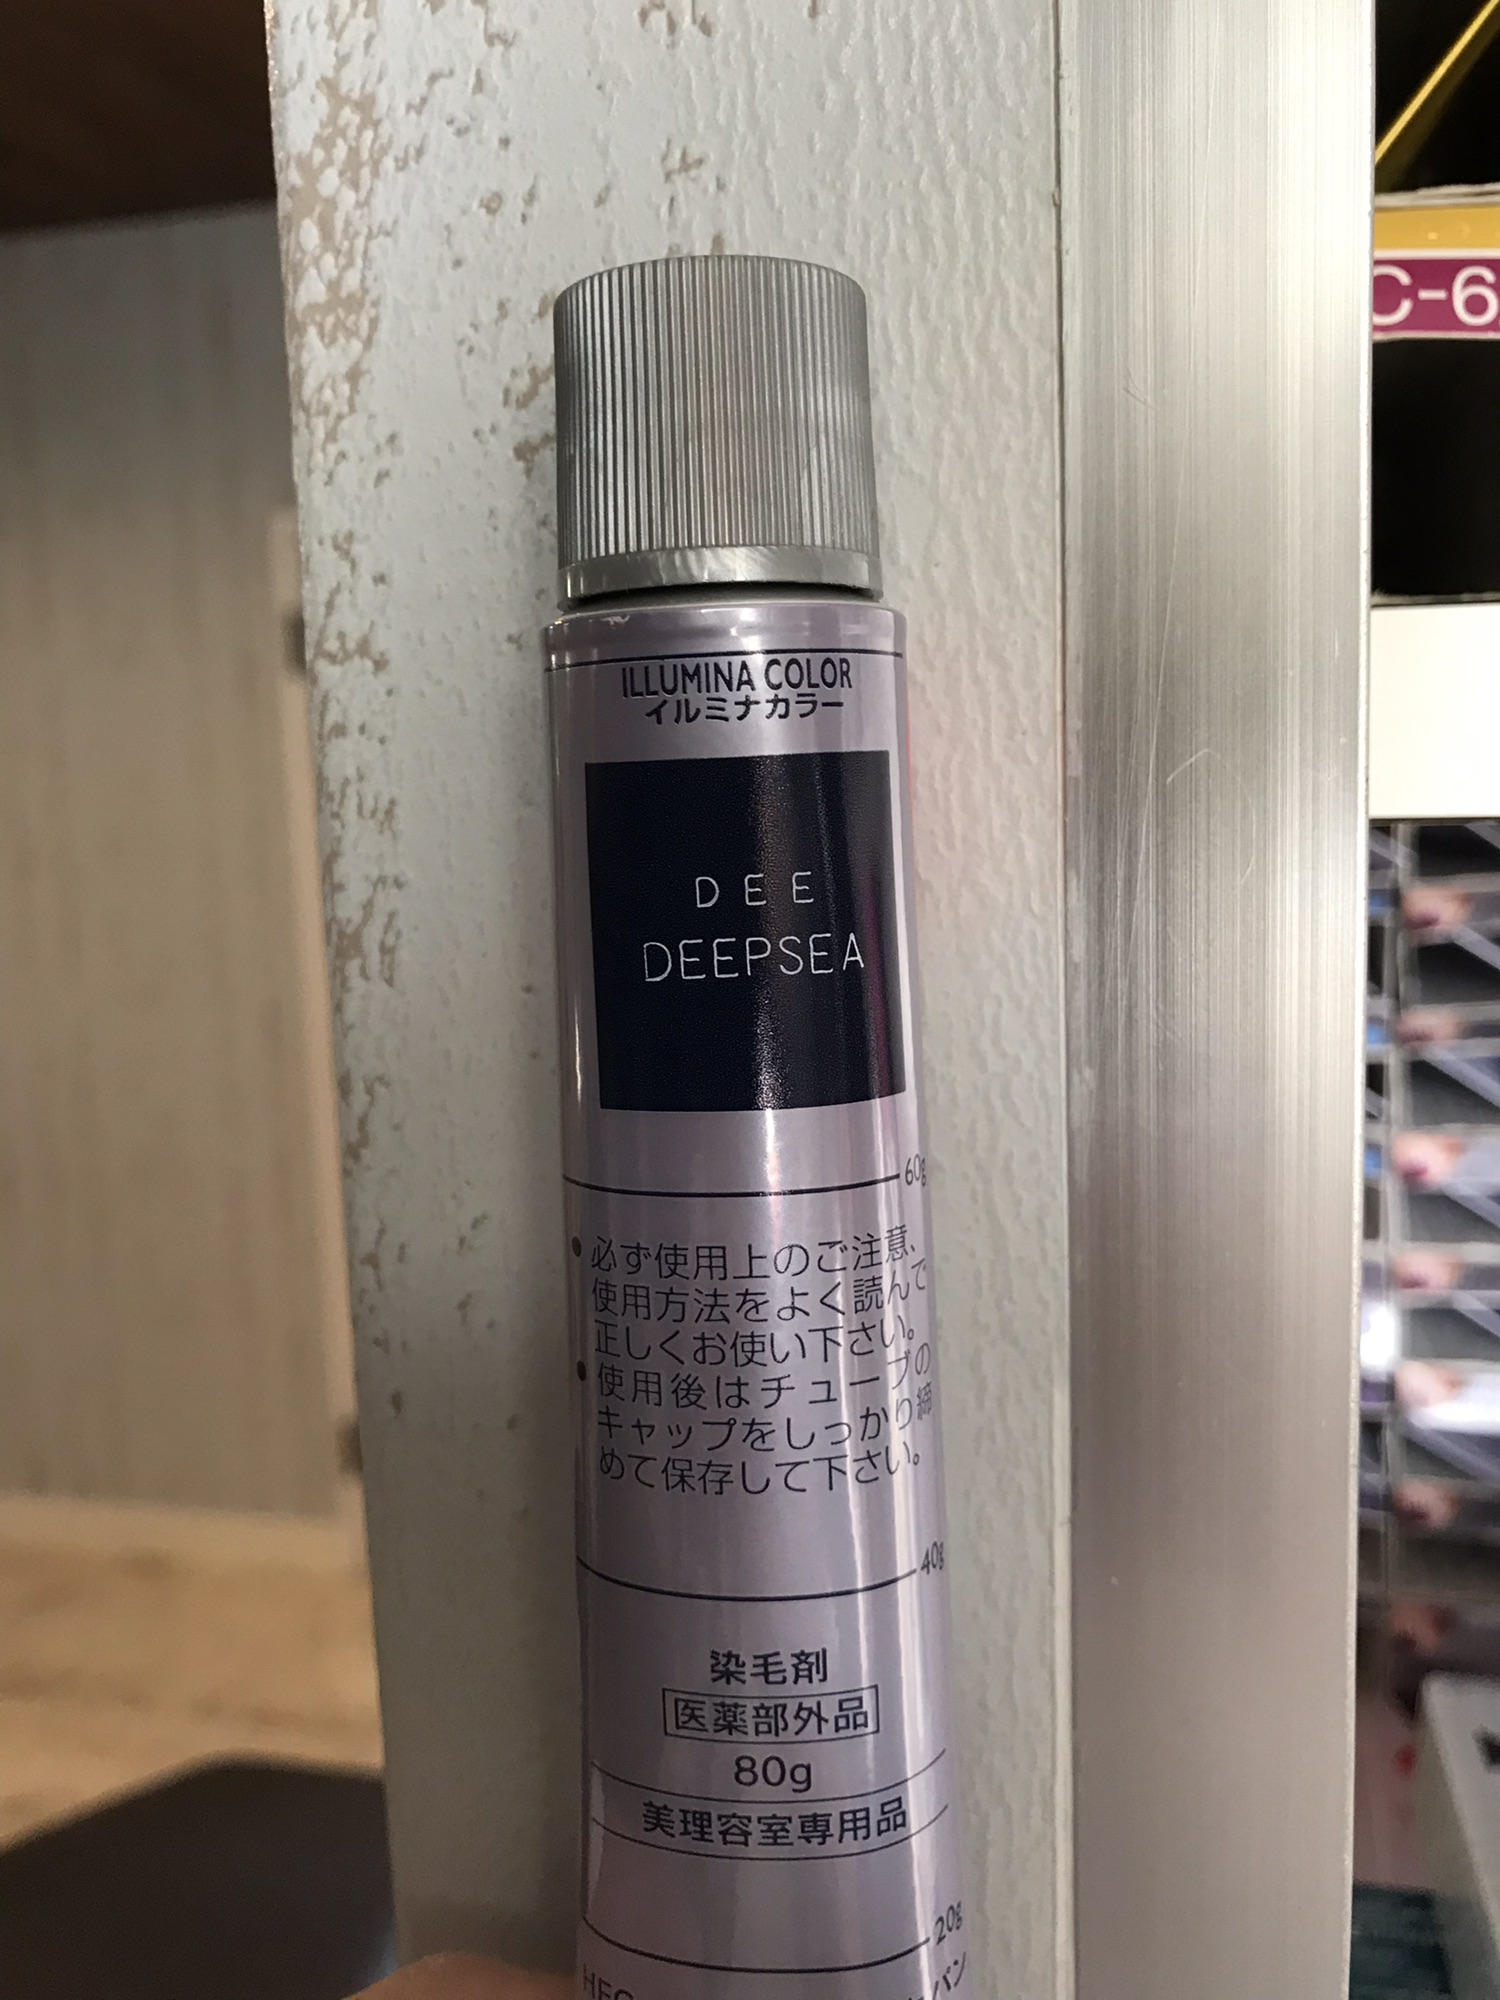 ILLUMINA COLOR
イルミナカラー
DEE
DEEPSEA
60g
●必ず使用上のご注意、
使用方法をよく読んで
正しくお使い下さい。
●使用後はチューブの
キャップをしっかり締
めて保存して下さい。
40g
染毛剤
医薬部外品
80g
美理容室専用品
20g
C-6